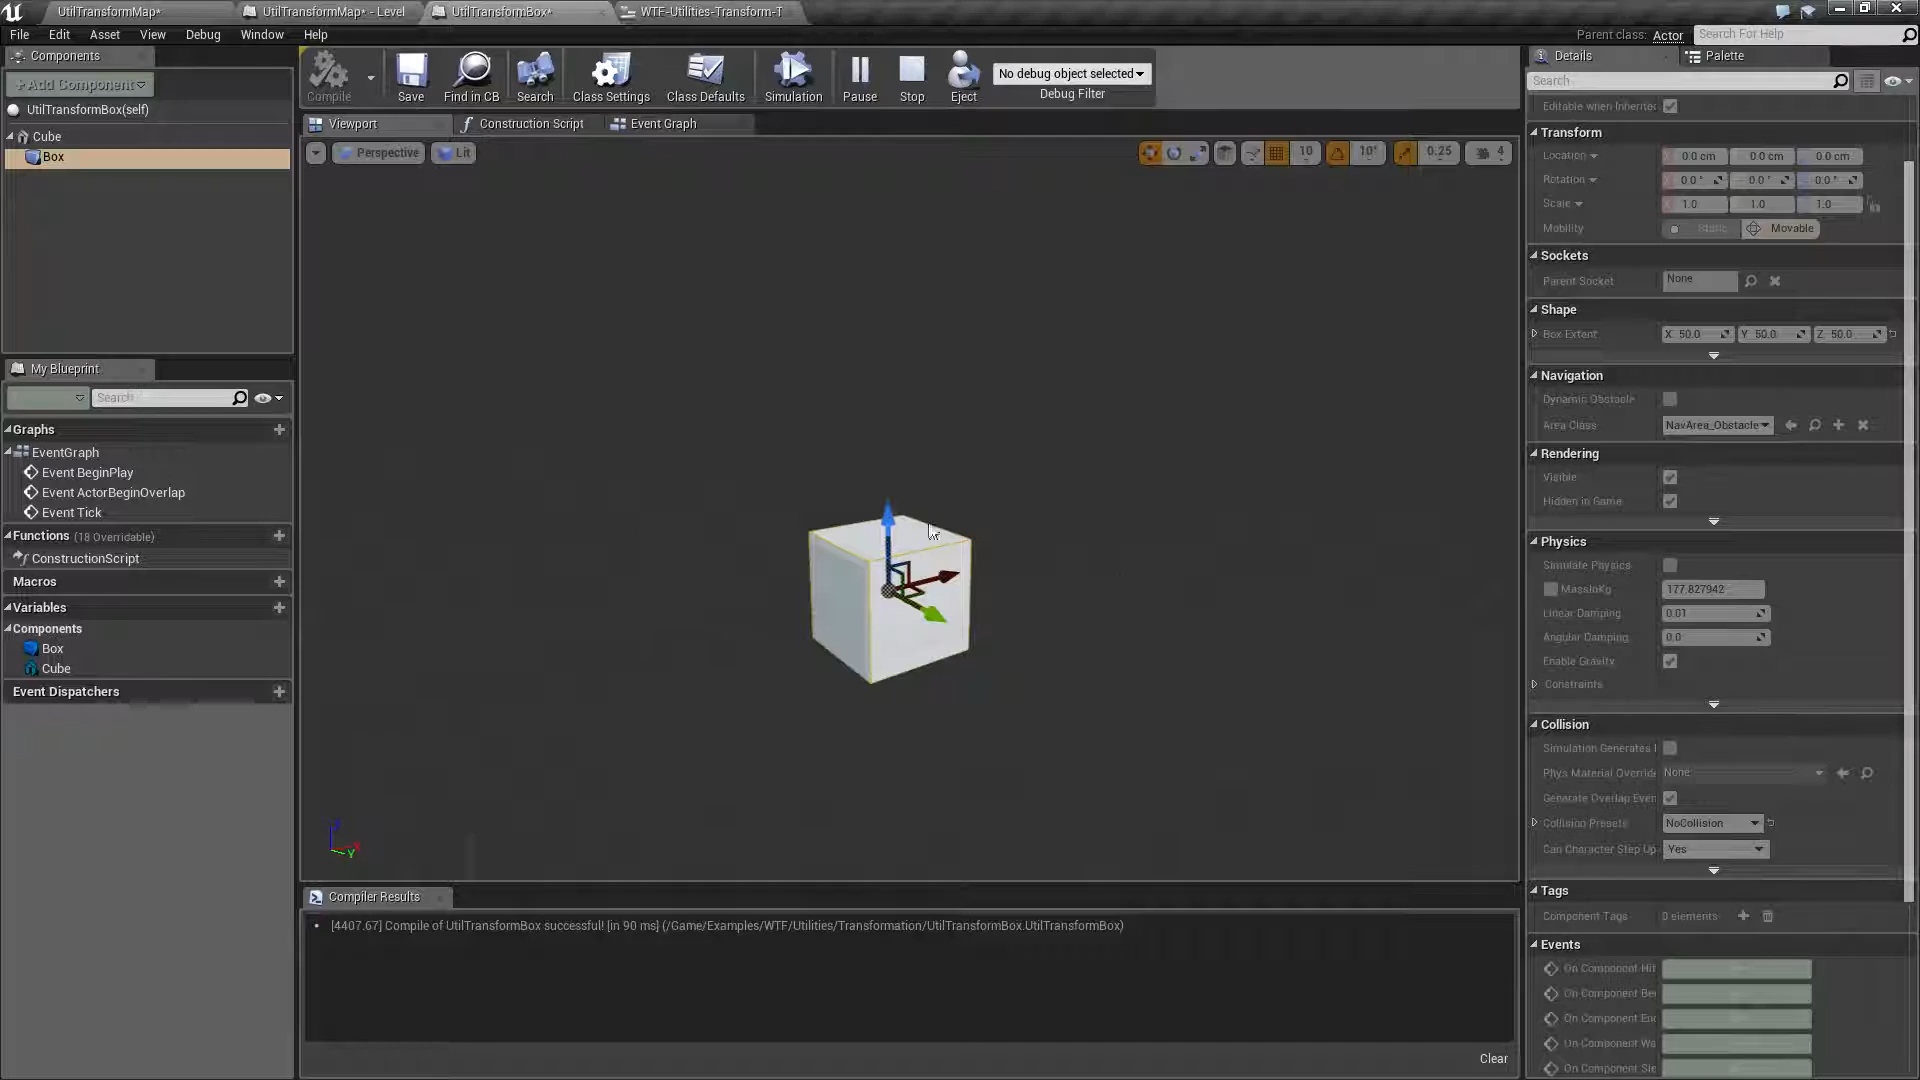 UtilTransformMap*
UtilTransformMap* - Level
UtilTransformBox*
WTF-Utilities-Transform-T
File Edit Asset View Debug Window Help
Parent class: Actor
Search For Help
Components
+Add Component
UtilTransformBox(self)
Cube
Box
Compile
Save
Find in CB
Search
Class Settings
Class Defaults
Simulation
Pause
Stop
Eject
No debug object selected
Debug Filter
Viewport
Construction Script
Event Graph
Perspective
Lit
10
10°
0.25
4
My Blueprint
Search
Graphs
EventGraph
Event BeginPlay
Event ActorBeginOverlap
Event Tick
Functions (18 Overridable)
ConstructionScript
Macros
Variables
Components
Box
Cube
Event Dispatchers
Z
X
Y
Compiler Results
[4407.67] Compile of UtilTransformBox successful! [in 90 ms] (/Game/Examples/WTF/Utilities/Transformation/UtilTransformBox.UtilTransformBox)
Clear
Details
Palette
Search
Editable when Inherited
Transform
Location 0.0 cm 0.0 cm 0.0 cm
Rotation 0.0 ° 0.0 ° 0.0 °
Scale 1.0 1.0 1.0
Mobility Static Movable
Sockets
Parent Socket None
Shape
Box Extent X 50.0 Y 50.0 Z 50.0
Navigation
Dynamic Obstacle
Area Class NavArea_Obstacle
Rendering
Visible
Hidden in Game
Physics
Simulate Physics
MassInKg 177.827942
Linear Damping 0.01
Angular Damping 0.0
Enable Gravity
Constraints
Collision
Simulation Generates
Phys Material Override None
Generate Overlap Even
Collision Presets NoCollision
Can Character Step Up Yes
Tags
Component Tags 0 elements
Events
On Component Hit
On Component Be
On Component En
On Component Wa
On Component Sle